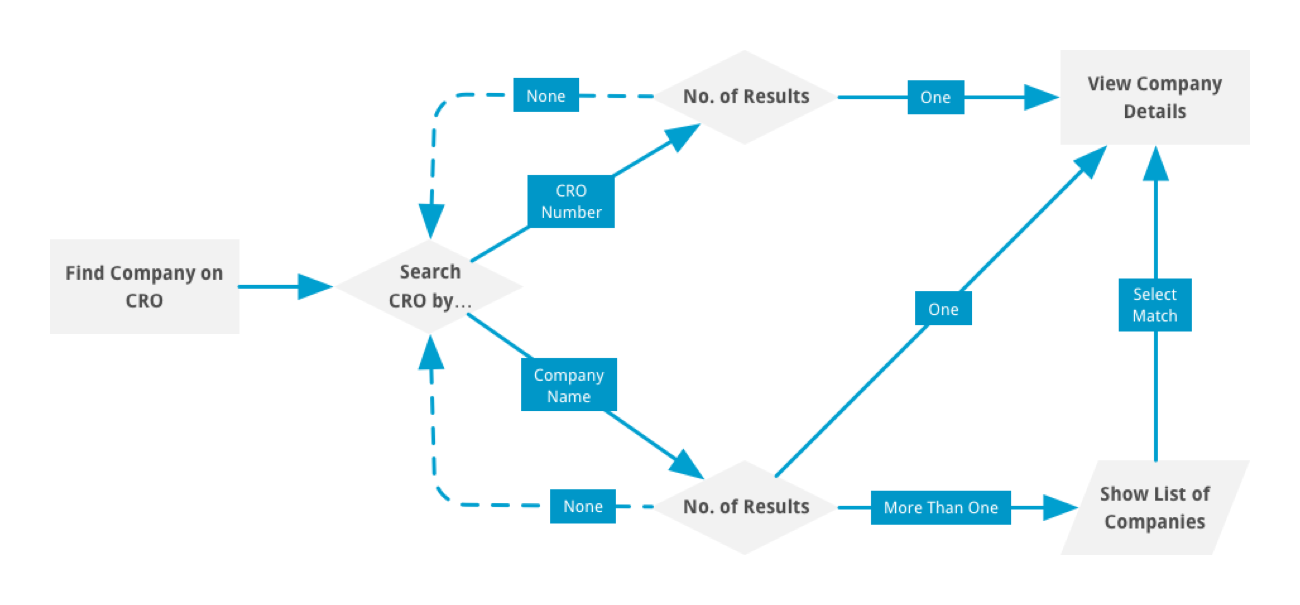 None
No. of Results
One
View Company
Details
CRO
Number
Find Company on
CRO
Search
CRO by...
One
Select
Match
Company
Name
None
No. of Results
More Than One
Show List of
Companies